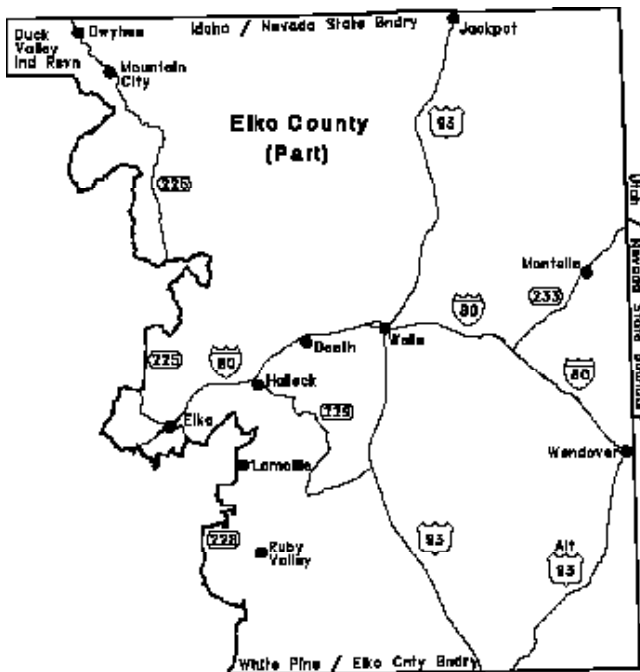 Duck
Valley
Ind Resvn
Owyhee
Idaho / Nevada State Bndry
Jackpot
Mountain
City
Elko County
(Part)
93
225
Utah / Nevada State Boundary
Montello
233
80
Wells
Deeth
225
80
Halleck
80
229
Elko
Lamoille
Wendover
228
Ruby
Valley
93
Alt
93
White Pine / Elko Cnty Bndry